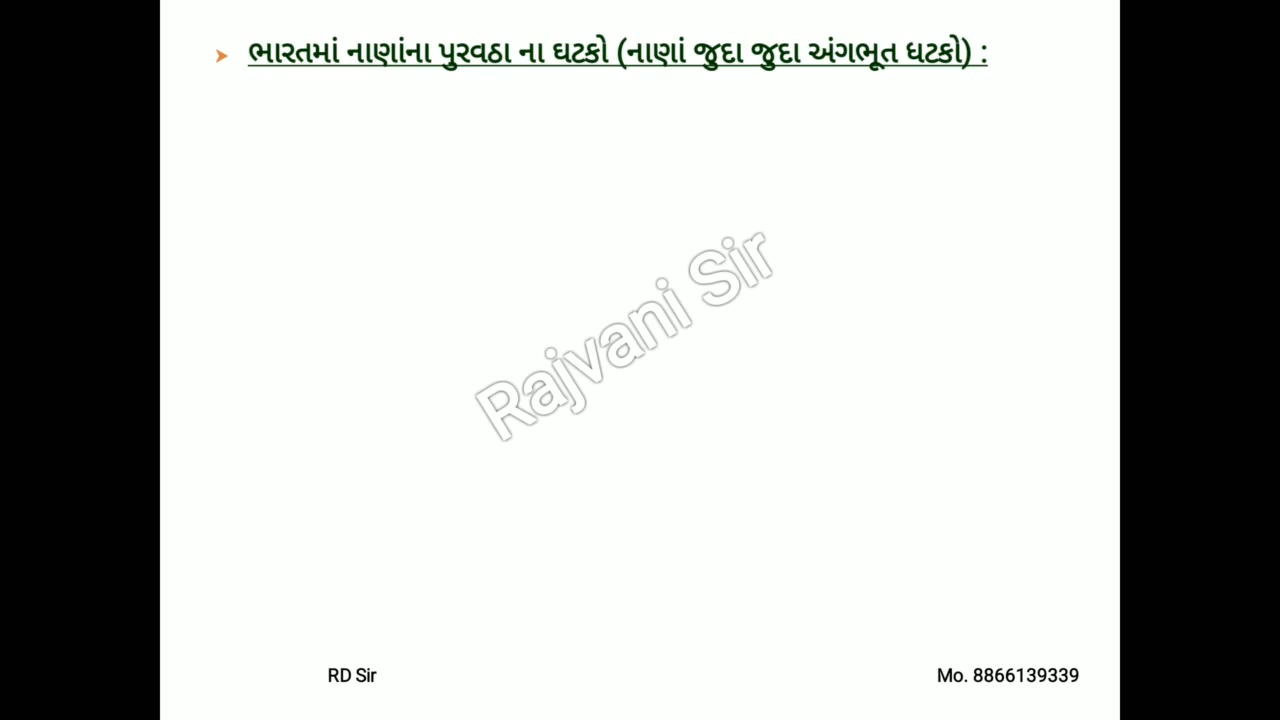 ➤ ભારતમાં નાણાંના પુરવઠા ના ઘટકો (નાણાં જુદા જુદા અંગભૂત ઘટકો) :
Rajvani Sir
RD Sir
Mo. 8866139339